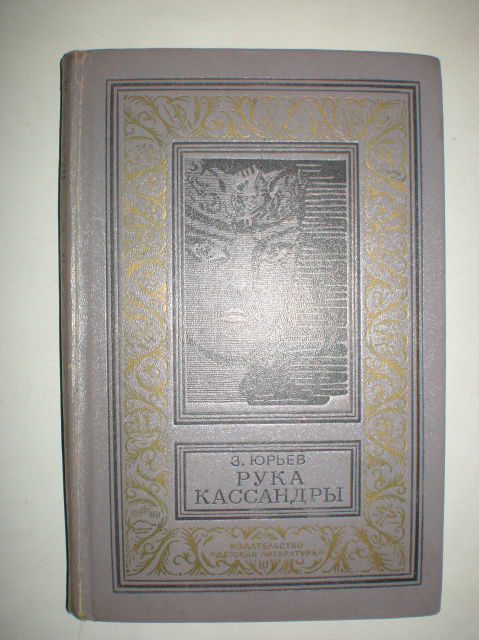 З. ЮРЬЕВ
РУКА
КАССАНДРЫ
ИЗДАТЕЛЬСТВО
"ДЕТСКАЯ ЛИТЕРАТУРА"